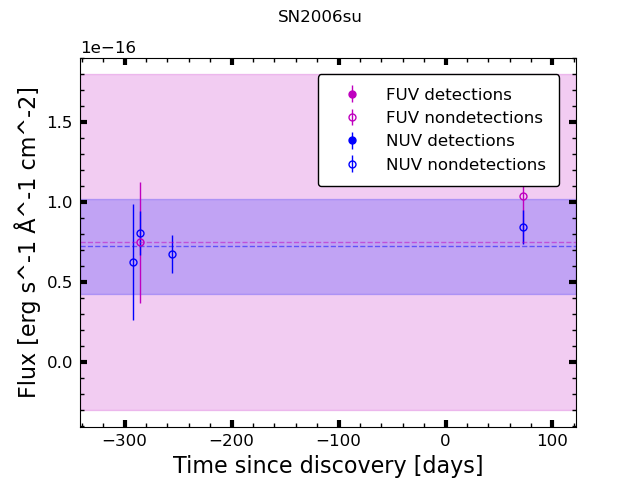 SN2006su
1e−16
FUV detections
FUV nondetections
NUV detections
NUV nondetections
1.5
1.0
0.5
0.0
Flux [erg s^-1 Å^-1 cm^-2]
−300
−200
−100
0
100
Time since discovery [days]